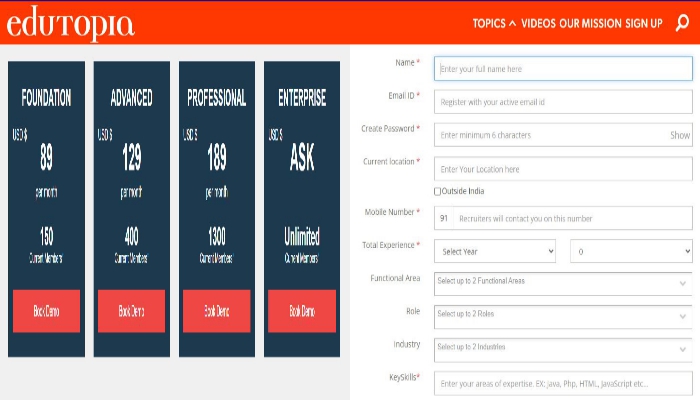 edutopia
TOPICS VIDEOS OUR MISSION SIGN UP
FOUNDATION
USD $
89
per month
150
Current Members'
Book Demo
ADVANCED
USD $
129
per month
400
Current Members'
Book Demo
PROFESSIONAL
USD $
189
per month
1300
Current Members'
Book Demo
ENTERPRISE
USD $
ASK
Unlimited
Current Members'
Book Demo
Name *
Enter your full name here
Email ID *
Register with your active email id
Create Password *
Enter minimum 6 characters Show
Current location *
Enter Your Location here
Outside India
Mobile Number *
91 Recruiters will contact you on this number
Total Experience *
Select Year 0
Functional Area
Select up to 2 Functional Areas
Role
Select up to 2 Roles
Industry
Select up to 2 Industries
KeySkills*
Enter your areas of expertise. EX: java, Php, HTML, JavaScript etc...